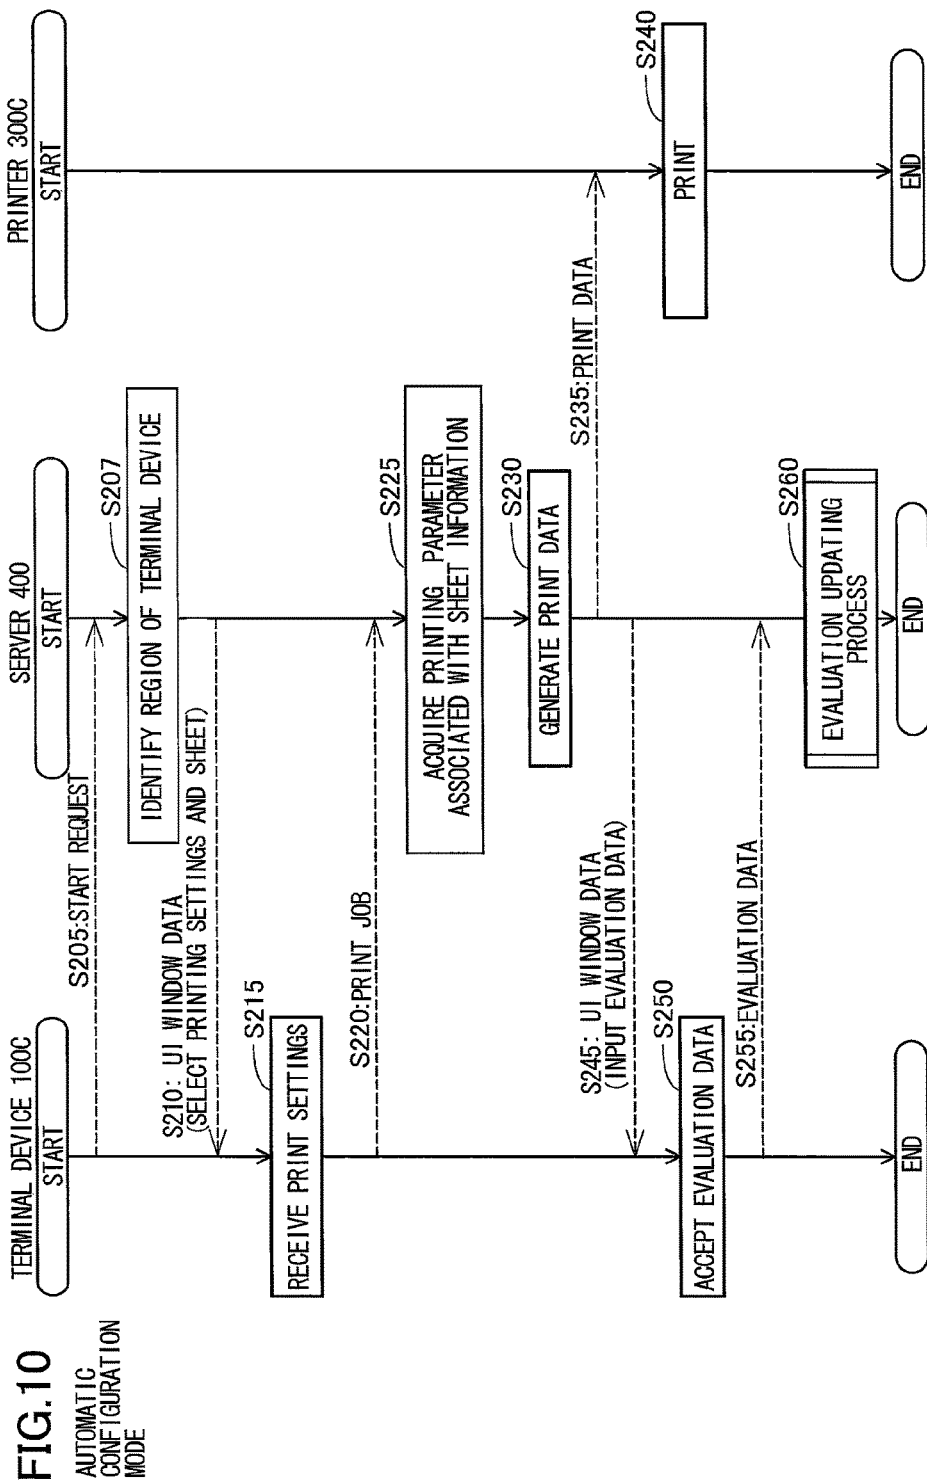 FIG.10
AUTOMATIC
CONFIGURATION
MODE
TERMINAL DEVICE 100C
START
SERVER 400
START
PRINTER 300C
START
S205:START REQUEST
S207
IDENTIFY REGION OF TERMINAL DEVICE
S210: UI WINDOW DATA
(SELECT PRINTING SETTINGS AND SHEET)
S215
RECEIVE PRINT SETTINGS
S220:PRINT JOB
S225
ACQUIRE PRINTING PARAMETER
ASSOCIATED WITH SHEET INFORMATION
S230
GENERATE PRINT DATA
S235:PRINT DATA
S240
PRINT
S245: UI WINDOW DATA
(INPUT EVALUATION DATA)
S250
ACCEPT EVALUATION DATA
S255:EVALUATION DATA
S260
EVALUATION UPDATING
PROCESS
END
END
END